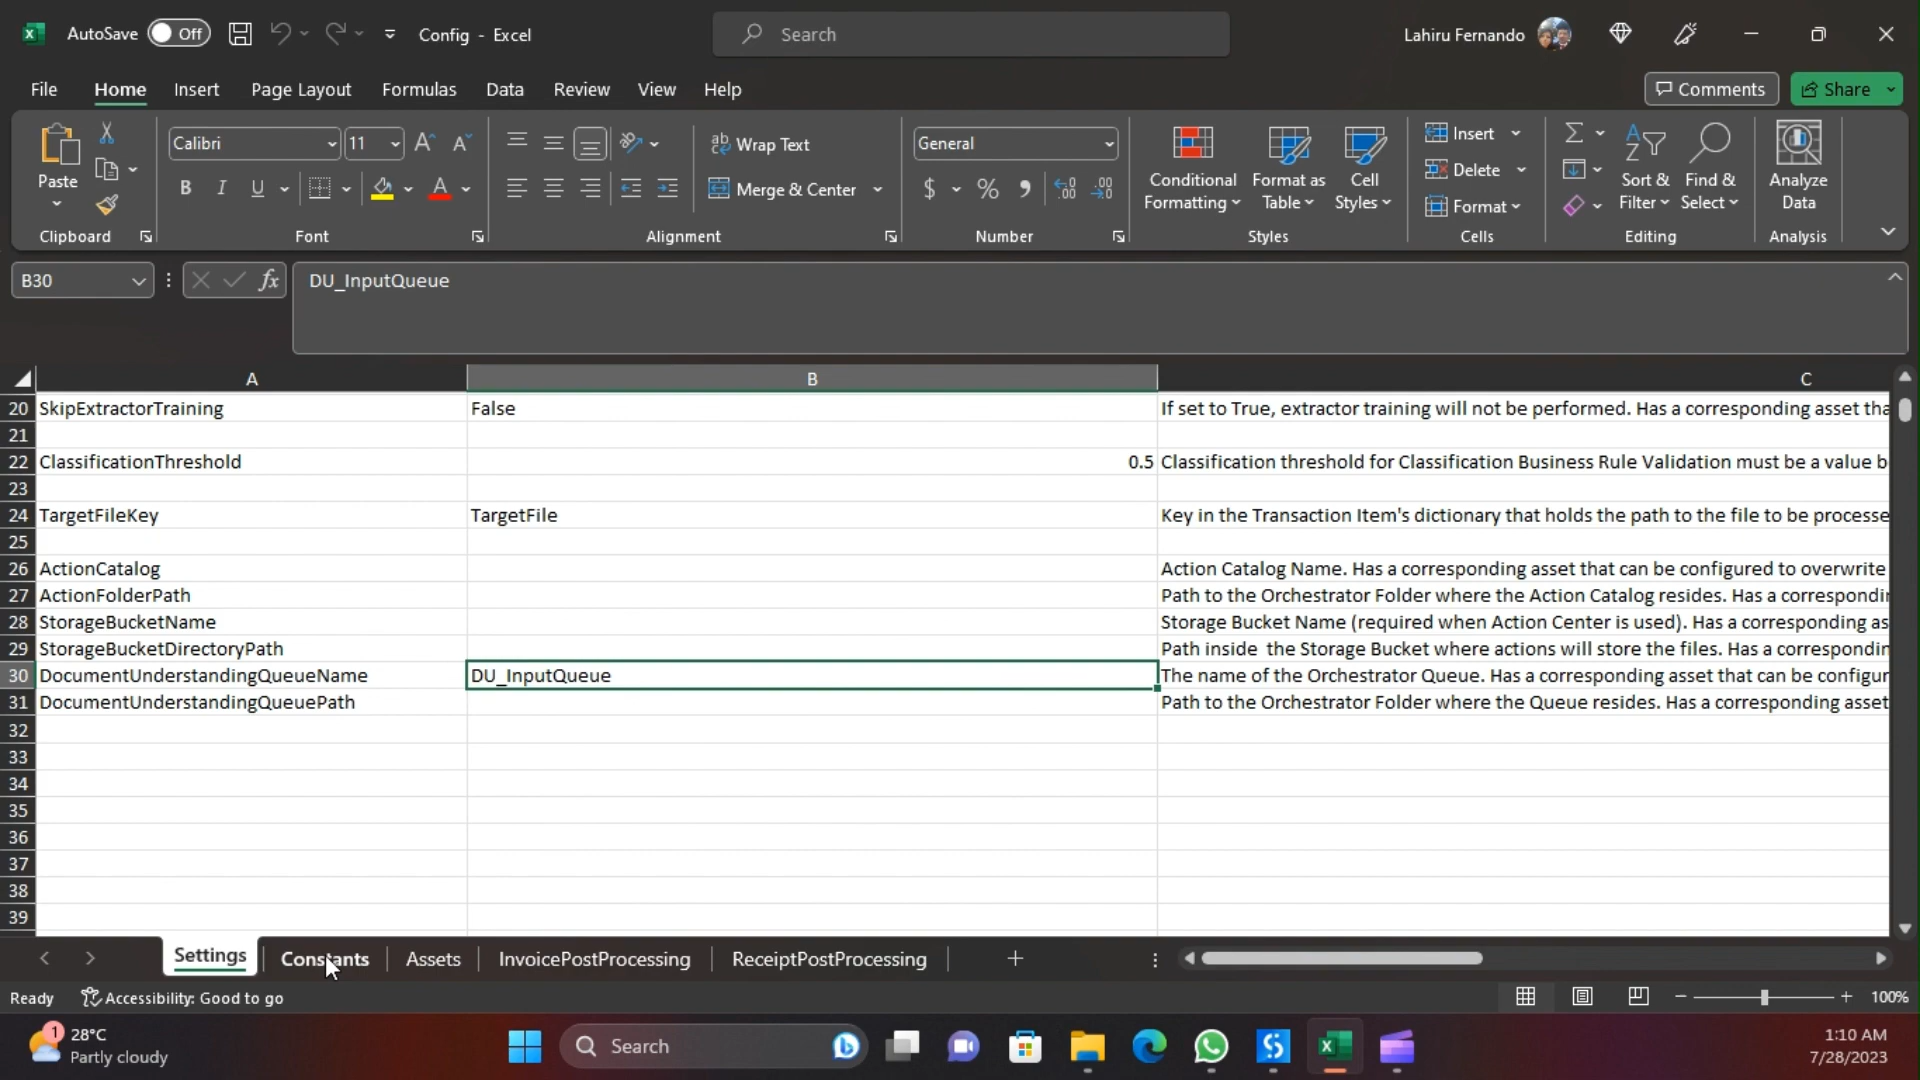 AutoSave Off Config - Excel Search Lahiru Fernando
File Home Insert Page Layout Formulas Data Review View Help Comments Share
Paste Calibri 11 Wrap Text General Conditional Formatting Format as Table Cell Styles Insert Sort & Filter Find & Select Analyze Data
B I U Merge & Center $ % Delete
Format
Clipboard Font Alignment Number Styles Cells Editing Analysis
B30 fx DU_InputQueue
A B C
20 SkipExtractorTraining False If set to True, extractor training will not be performed. Has a corresponding asset tha
21
22 ClassificationThreshold 0.5 Classification threshold for Classification Business Rule Validation must be a value b
23
24 TargetFileKey TargetFile Key in the Transaction Item's dictionary that holds the path to the file to be processe
25
26 ActionCatalog Action Catalog Name. Has a corresponding asset that can be configured to overwrite
27 ActionFolderPath Path to the Orchestrator Folder where the Action Catalog resides. Has a correspondin
28 StorageBucketName Storage Bucket Name (required when Action Center is used). Has a corresponding as
29 StorageBucketDirectoryPath Path inside the Storage Bucket where actions will store the files. Has a correspondin
30 DocumentUnderstandingQueueName DU_InputQueue The name of the Orchestrator Queue. Has a corresponding asset that can be configur
31 DocumentUnderstandingQueuePath Path to the Orchestrator Folder where the Queue resides. Has a corresponding asset
32
33
34
35
36
37
38
39
Settings Constants Assets InvoicePostProcessing ReceiptPostProcessing
Ready Accessibility: Good to go 100%
1 28°C Search 1:10 AM
Partly cloudy 7/28/2023